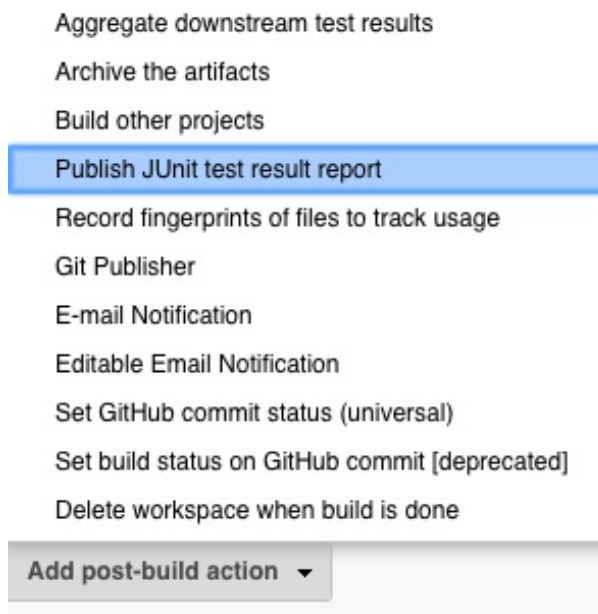 Aggregate downstream test results
Archive the artifacts
Build other projects
Publish JUnit test result report
Record fingerprints of files to track usage
Git Publisher
E-mail Notification
Editable Email Notification
Set GitHub commit status (universal)
Set build status on GitHub commit [deprecated]
Delete workspace when build is done
Add post-build action